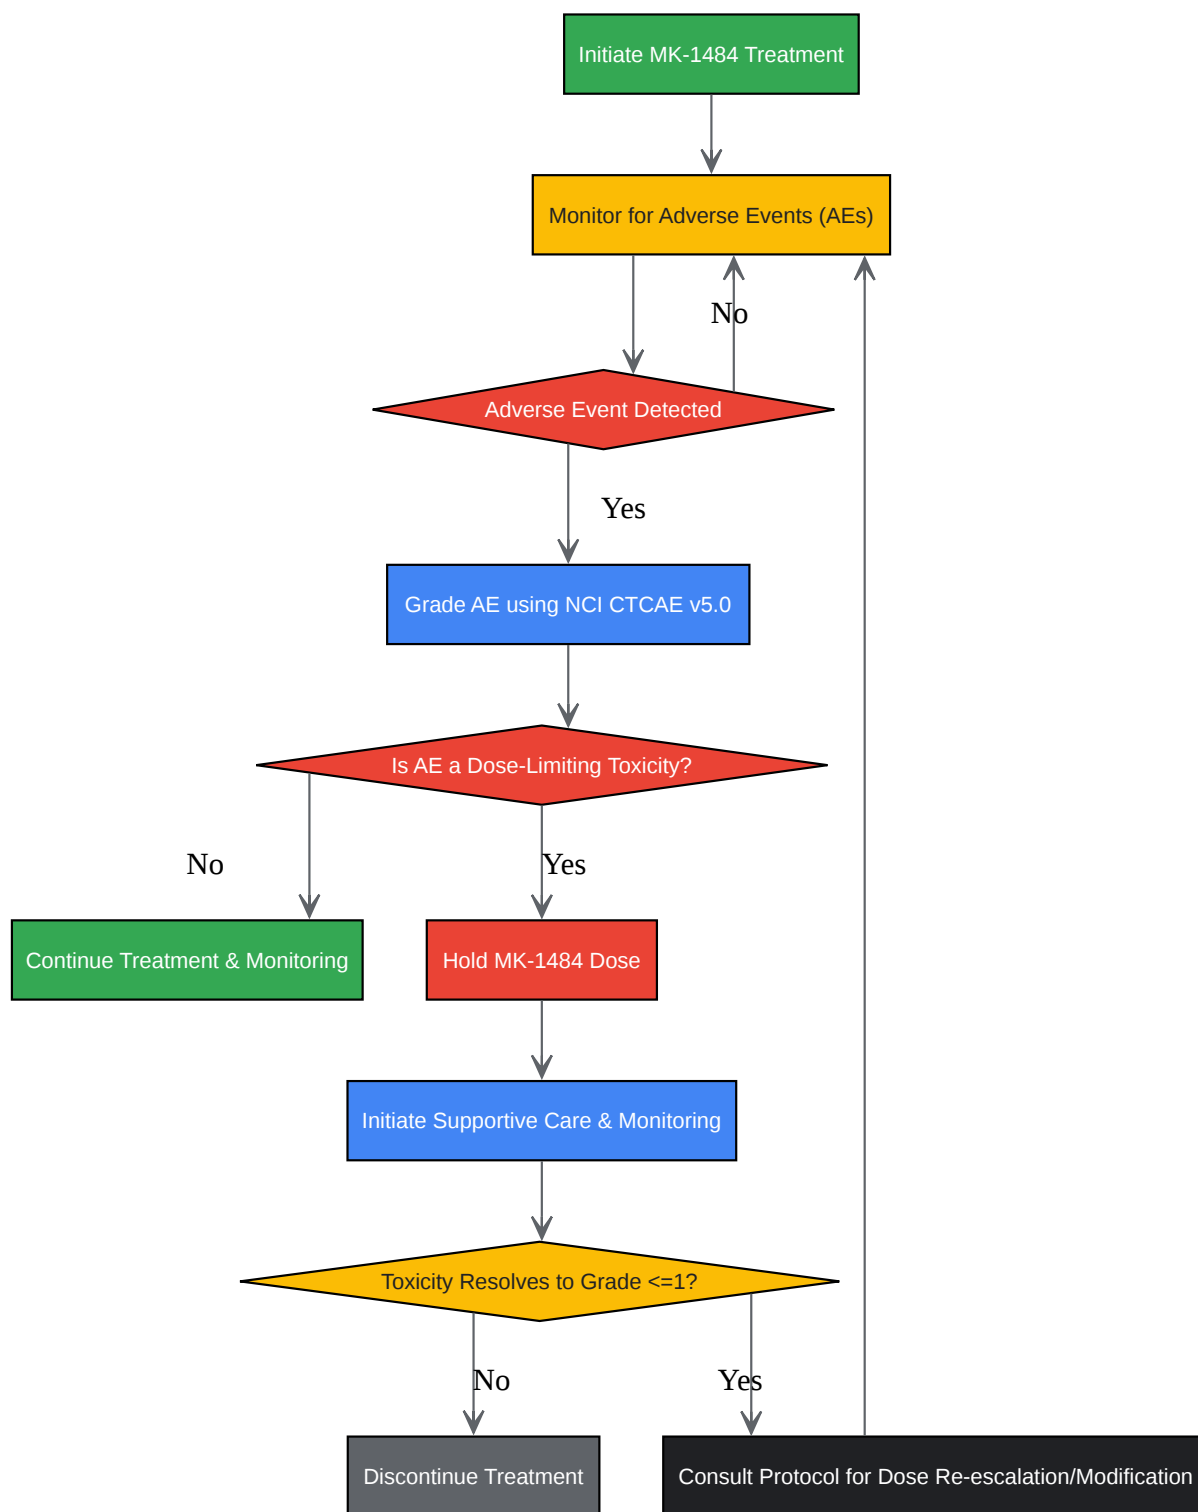 Initiate MK-1484 Treatment
Monitor for Adverse Events (AEs)
No
Adverse Event Detected
Yes
Grade AE using NCI CTCAE v5.0
Is AE a Dose-Limiting Toxicity?
No
Yes
Continue Treatment & Monitoring
Hold MK-1484 Dose
Initiate Supportive Care & Monitoring
Toxicity Resolves to Grade <=1?
No
Yes
Discontinue Treatment
Consult Protocol for Dose Re-escalation/Modification